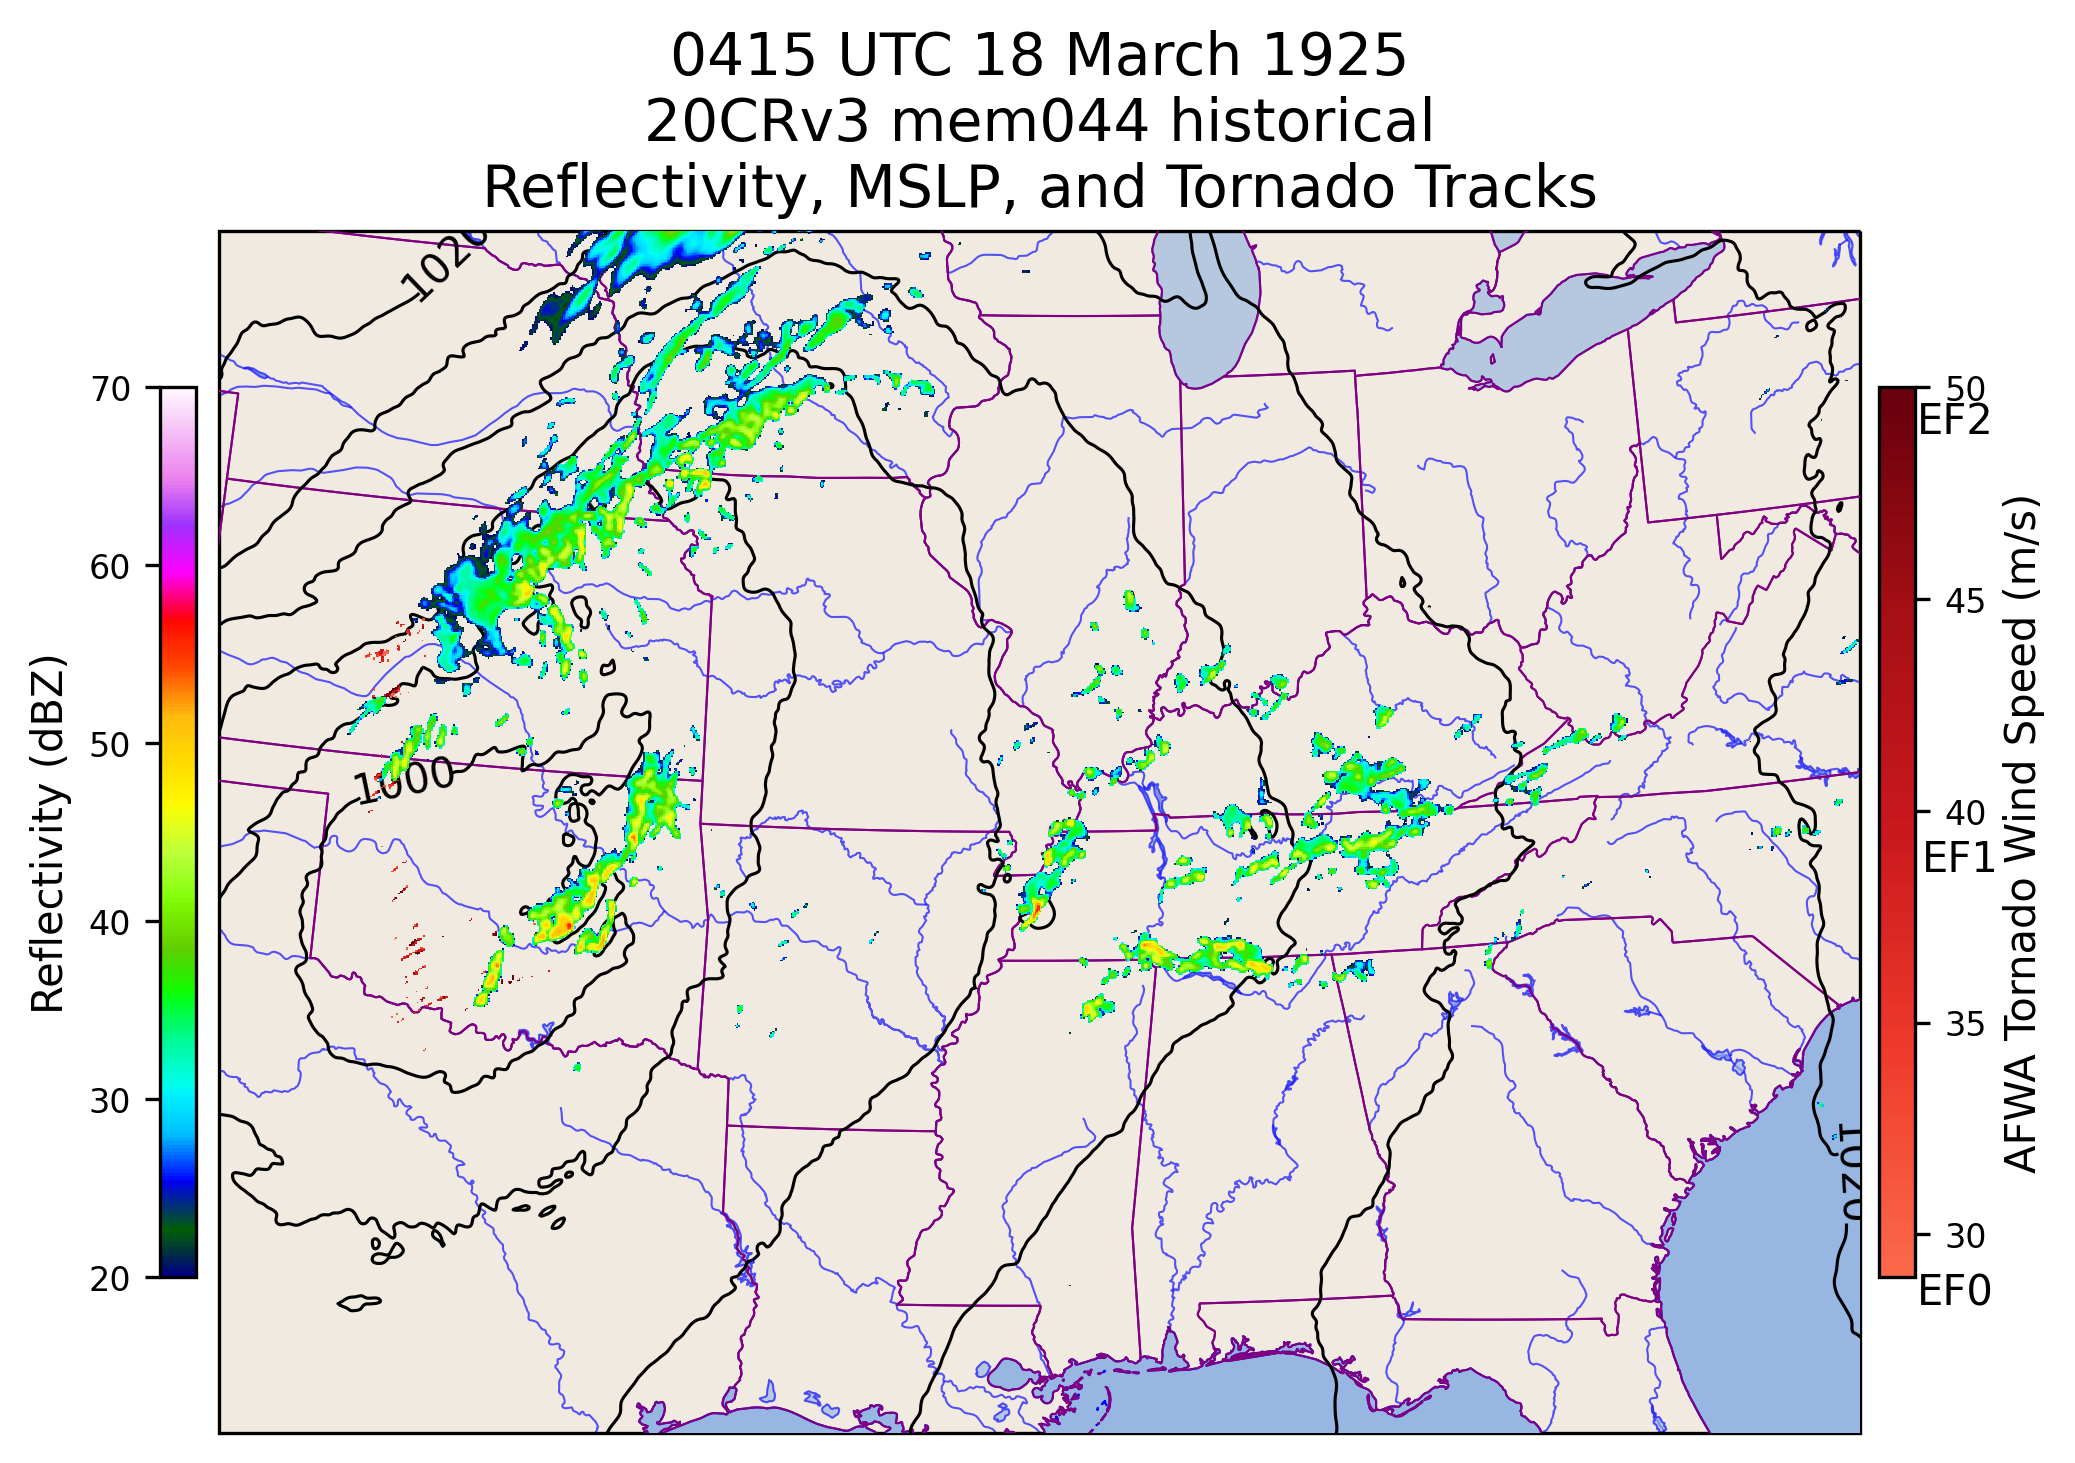 0415 UTC 18 March 1925
20CRv3 mem044 historical
Reflectivity, MSLP, and Tornado Tracks
1020
1000
1020
70
60
50
40
30
20
Reflectivity (dBZ)
50
EF2
45
40
EF1
35
30
EF0
AFWA Tornado Wind Speed (m/s)